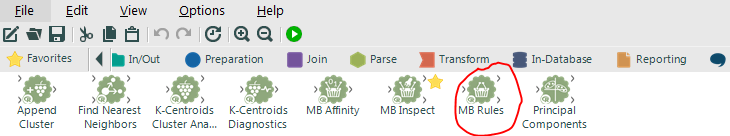 File Edit View Options Help
Favorites In/Out Preparation Join Parse Transform In-Database Reporting
Append Cluster
Find Nearest Neighbors
K-Centroids Cluster Ana...
K-Centroids Diagnostics
MB Affinity
MB Inspect
MB Rules
Principal Components